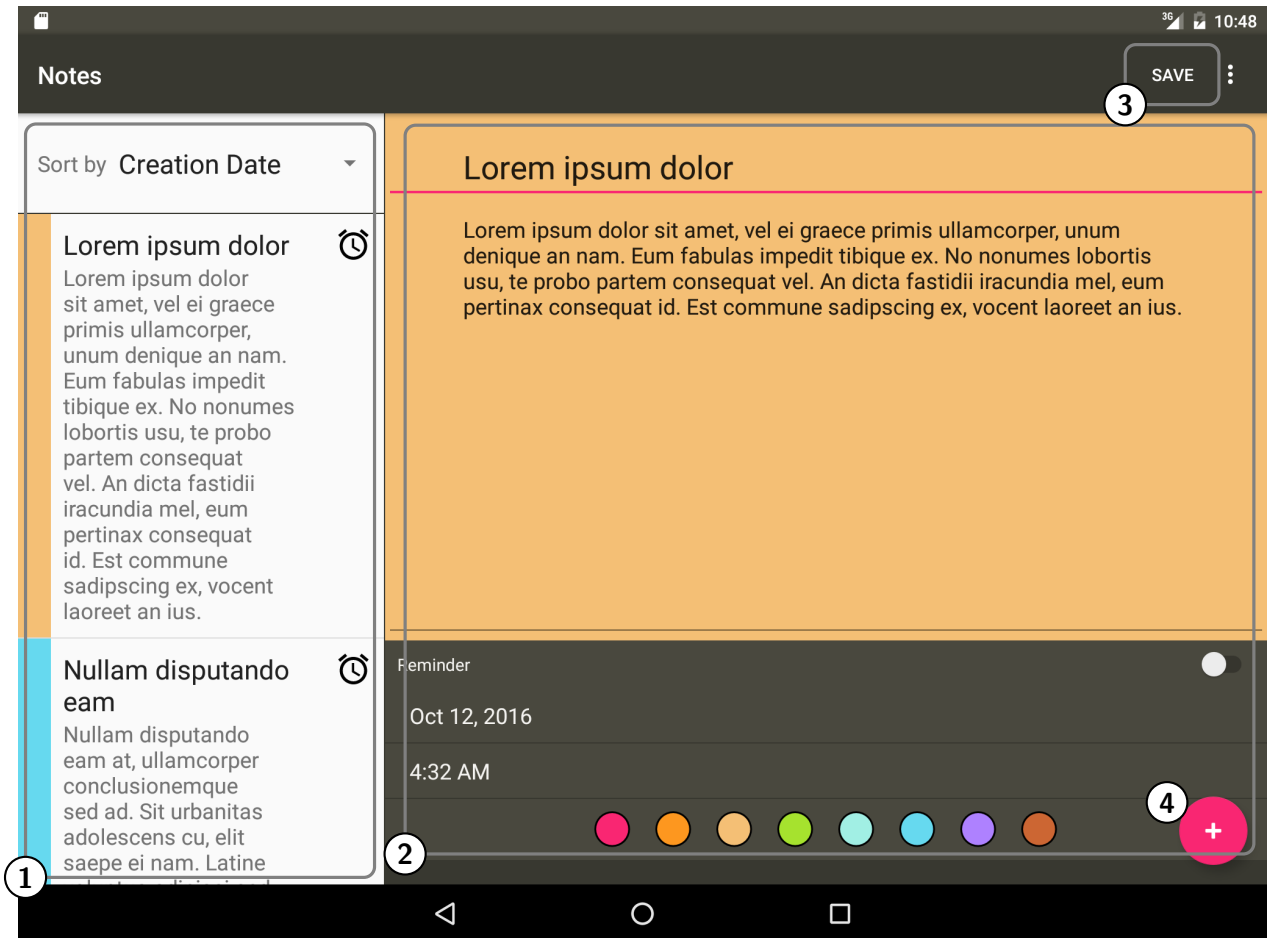 3G 10:48
Notes
SAVE
3
Sort by Creation Date
Lorem ipsum dolor
Lorem ipsum dolor
sit amet, vel ei graece
primis ullamcorper,
unum denique an nam.
Eum fabulas impedit
tibique ex. No nonumes
lobortis usu, te probo
partem consequat
vel. An dicta fastidii
iracundia mel, eum
pertinax consequat
id. Est commune
sadipscing ex, vocent
laoreet an ius.
Nullam disputando
eam
Nullam disputando
eam at, ullamcorper
conclusionemque
sed ad. Sit urbanitas
adolescens cu, elit
saepe ei nam. Latine
1
Lorem ipsum dolor
Lorem ipsum dolor sit amet, vel ei graece primis ullamcorper, unum
denique an nam. Eum fabulas impedit tibique ex. No nonumes lobortis
usu, te probo partem consequat vel. An dicta fastidii iracundia mel, eum
pertinax consequat id. Est commune sadipscing ex, vocent laoreet an ius.
Reminder
Oct 12, 2016
4:32 AM
4
+
2